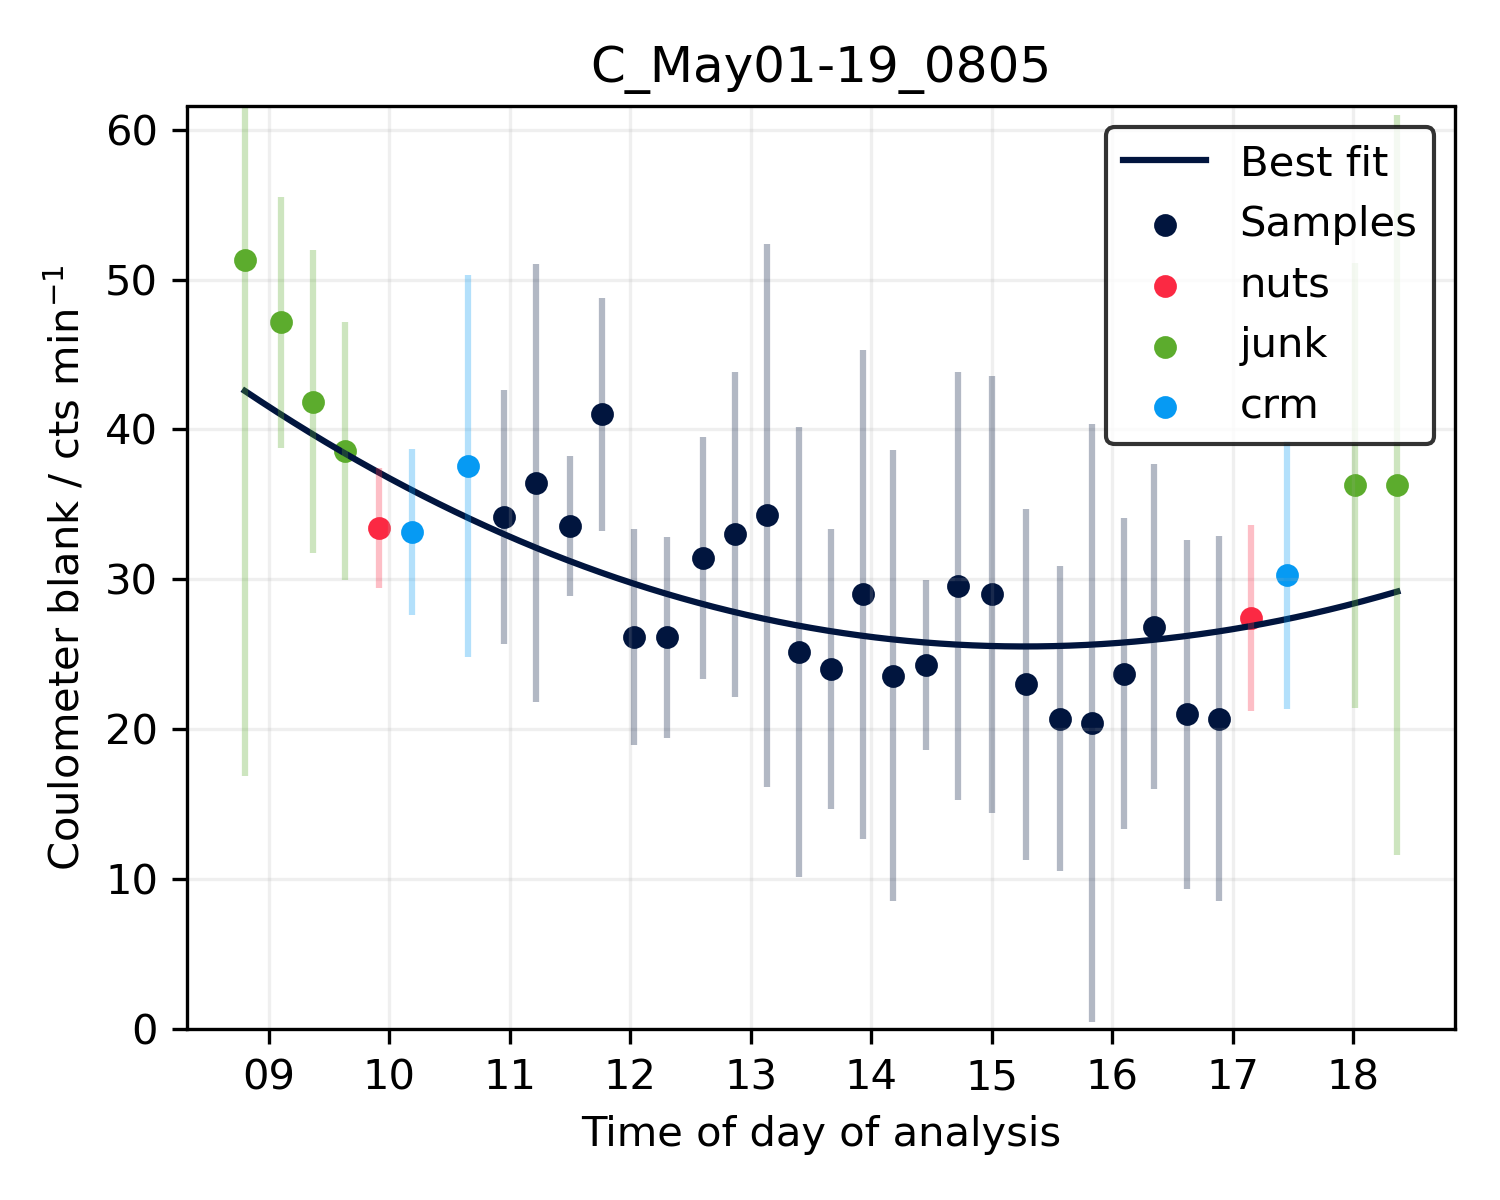 C_May01-19_0805
60
50
40
30
20
10
0
Coulometer blank / cts min⁻¹
Best fit
Samples
nuts
junk
crm
09 10 11 12 13 14 15 16 17 18
Time of day of analysis